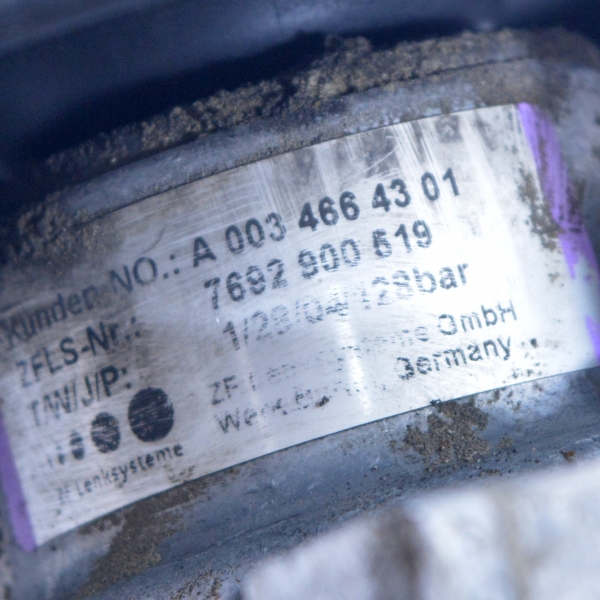 Kunden-NO.: A 003 466 43 01
ZFLS-Nr.: 7692 900 519
T/W/J/P: 1/28/04/128bar
ZF Lenksysteme GmbH
Germany
ZF Lenksysteme